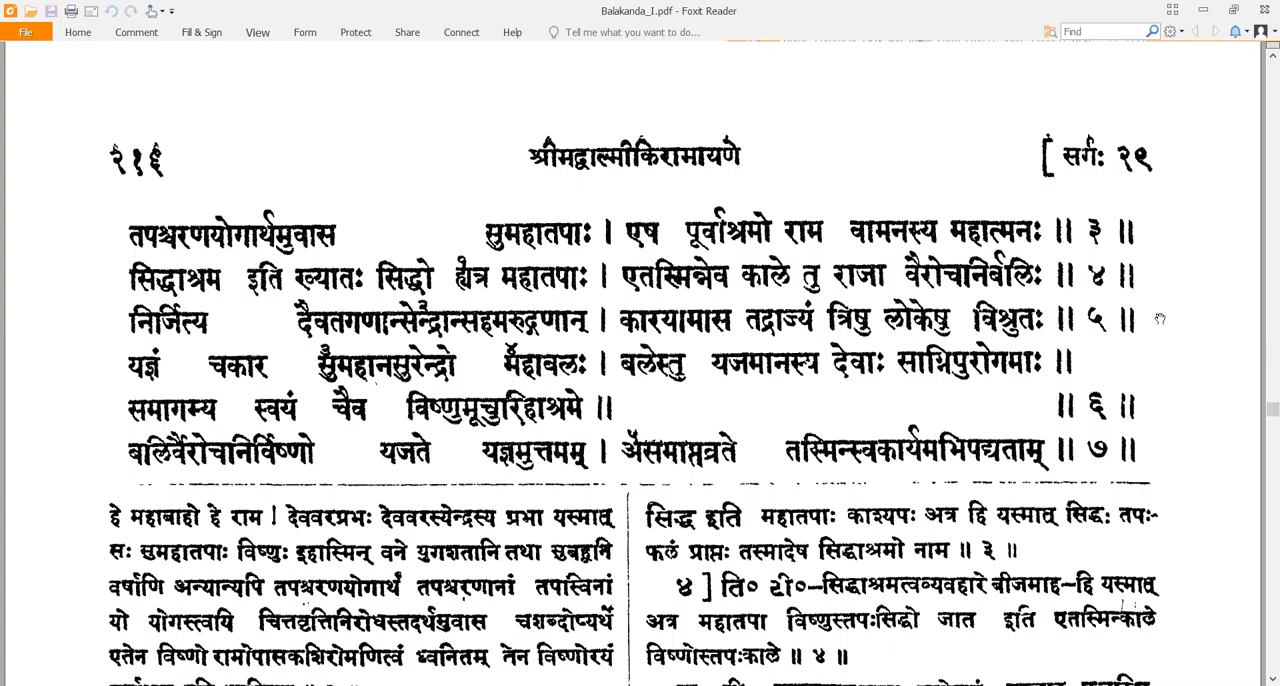 Balakanda_I.pdf - Foxit Reader
File Home Comment Fill & Sign View Form Protect Share Connect Help Tell me what you want to do... Find
२१६ श्रीमद्वाल्मीकिरामायणे [ सर्गः २९
तपश्चरणयोगार्थमुवास सुमहातपाः । एष पूर्वाश्रमो राम वामनस्य महात्मनः ॥ ३ ॥
सिद्धाश्रम इति ख्यातः सिद्धो ह्यत्र महातपाः । एतस्मिन्नेव काले तु राजा वैरोचनिर्बलिः ॥ ४ ॥
निर्जित्य दैवतगणान्सेन्द्रान्सहमरुद्गणान् । कारयामास तद्राज्यं त्रिषु लोकेषु विश्रुतः ॥ ५ ॥
यज्ञं चकार सुमहानसुरेन्द्रो महाबलः । बलेस्तु यजमानस्य देवाः साग्निपुरोगमाः ॥
समागम्य स्वयं चैव विष्णुमूचुरिहाश्रमे ॥ ॥ ६ ॥
बलिर्वैरोचनिर्विष्णो यजते यज्ञमुत्तमम् । असमाप्तव्रते तस्मिन्स्वकार्यमभिपद्यताम् ॥ ७ ॥
हे महाबाहो हे राम । देववरप्रभः देववरस्येन्द्रस्य प्रभा यस्मात्
सः सुमहातपाः विष्णुः इहास्मिन् वने युगशतानि तथा सुबहूनि
वर्षाणि अन्यान्यपि तपश्चरणयोगार्थं तपश्चरणानां तपस्विनां
यो योगस्त्वयि चित्तवृत्तिनिरोधस्तदर्थमुवास चशब्दोप्यर्थे
एतेन विष्णो रामोपासकशिरोमणित्वं ध्वनितम् तेन विष्णोरयं
सिद्ध इति महातपाः काश्यपः अत्र हि यस्मात् सिद्धः तपः-
फलं प्राप्तः तस्मादेष सिद्धाश्रमो नाम ॥ ३ ॥
४ ] ति० टी०–सिद्धाश्रमत्वव्यवहारे बीजमाह–हि यस्मात्
अत्र महातपा विष्णुस्तपःसिद्धो जात इति एतस्मिन्काले
विष्णोस्तपःकाले ॥ ४ ॥